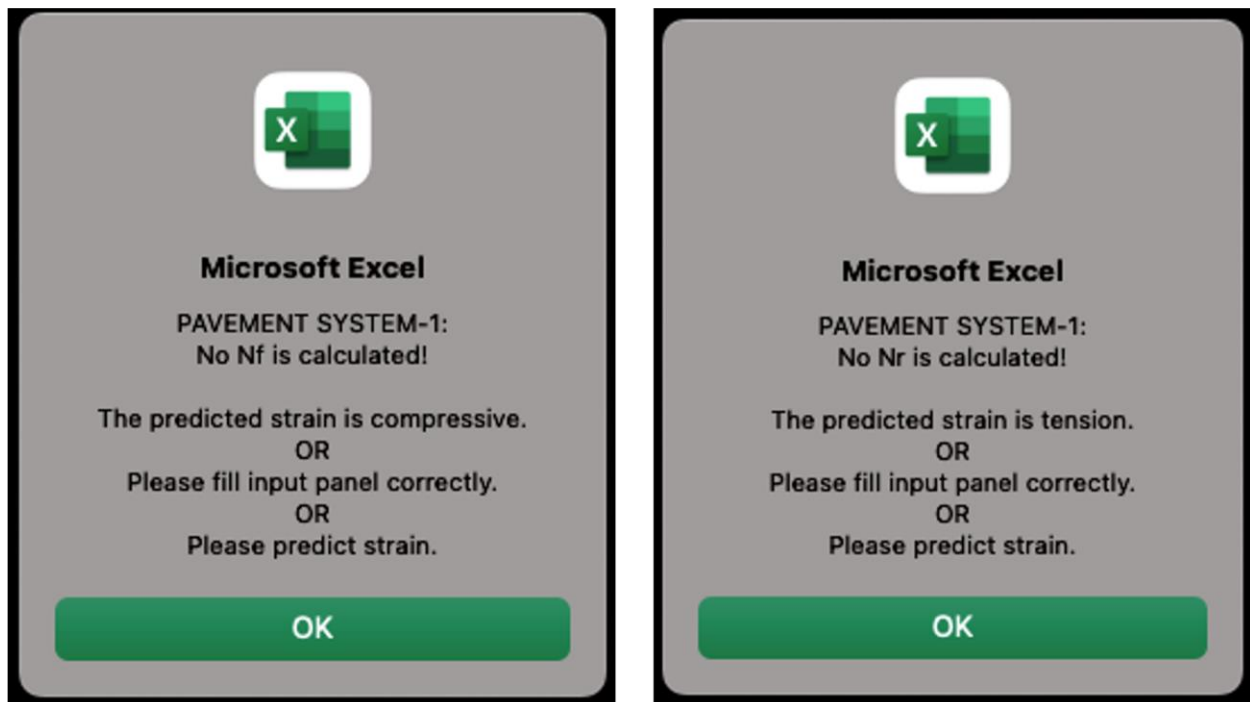 X
Microsoft Excel
PAVEMENT SYSTEM-1:
No Nf is calculated!
The predicted strain is compressive.
OR
Please fill input panel correctly.
OR
Please predict strain.
OK
X
Microsoft Excel
PAVEMENT SYSTEM-1:
No Nr is calculated!
The predicted strain is tension.
OR
Please fill input panel correctly.
OR
Please predict strain.
OK